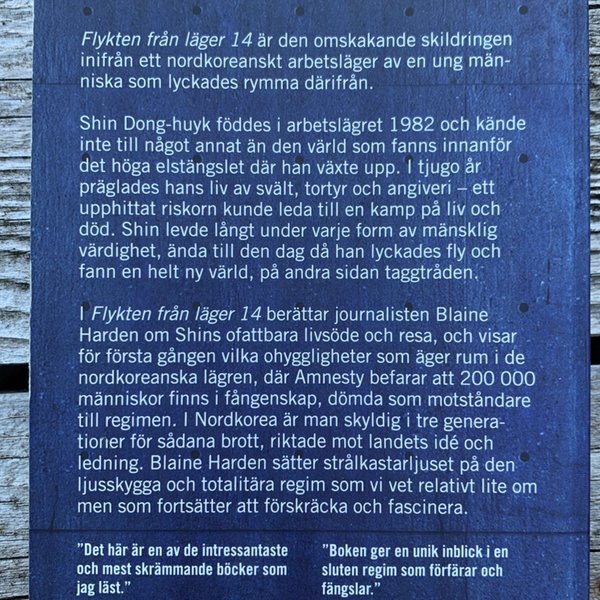 Flykten från läger 14 är den omskakande skildringen
inifrån ett nordkoreanskt arbetsläger av en ung män-
niska som lyckades rymma därifrån.
Shin Dong-huyk föddes i arbetslägret 1982 och kände
inte till något annat än den värld som fanns innanför
det höga elstängslet där han växte upp. I tjugo år
präglades hans liv av svält, tortyr och angiveri – ett
upphittat riskorn kunde leda till en kamp på liv och
död. Shin levde långt under varje form av mänsklig
värdighet, ända till den dag då han lyckades fly och
fann en helt ny värld, på andra sidan taggtråden.
I Flykten från läger 14 berättar journalisten Blaine
Harden om Shins ofattbara livsöde och resa, och visar
för första gången vilka ohyggligheter som äger rum i de
nordkoreanska lägren, där Amnesty befarar att 200 000
människor finns i fångenskap, dömda som motståndare
till regimen. I Nordkorea är man skyldig i tre genera-
tioner för sådana brott, riktade mot landets idé och
ledning. Blaine Harden sätter strålkastarljuset på den
ljusskygga och totalitära regim som vi vet relativt lite om
men som fortsätter att förskräcka och fascinera.
”Det här är en av de intressantaste
och mest skrämmande böcker som
jag läst.”
”Boken ger en unik inblick i en
sluten regim som förfärar och
fängslar.”